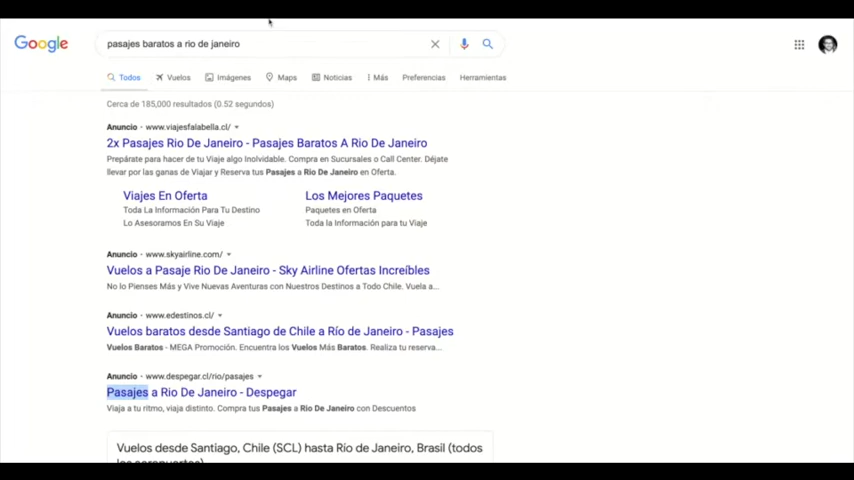 Google
pasajes baratos a rio de janeiro
Todos Vuelos Imágenes Maps Noticias Más Preferencias Herramientas
Cerca de 185,000 resultados (0.52 segundos)
Anuncio · www.viajesfalabella.cl/
2x Pasajes Rio De Janeiro - Pasajes Baratos A Rio De Janeiro
Prepárate para hacer de tu Viaje algo Inolvidable. Compra en Sucursales o Call Center. Déjate
llevar por las ganas de Viajar y Reserva tus Pasajes a Rio De Janeiro en Oferta.
Viajes En Oferta
Toda La Información Para Tu Destino
Lo Asesoramos En Su Viaje
Los Mejores Paquetes
Paquetes en Oferta
Toda la Información para tu Viaje
Anuncio · www.skyairline.com/
Vuelos a Pasaje Rio De Janeiro - Sky Airline Ofertas Increíbles
No lo Pienses Más y Vive Nuevas Aventuras con Nuestros Destinos a Todo Chile. Vuela a...
Anuncio · www.edestinos.cl/
Vuelos baratos desde Santiago de Chile a Río de Janeiro - Pasajes
Vuelos Baratos - MEGA Promoción. Encuentra los Vuelos Más Baratos. Realiza tu reserva...
Anuncio · www.despegar.cl/rio/pasajes
Pasajes a Rio De Janeiro - Despegar
Viaja a tu ritmo, viaja distinto. Compra tus Pasajes a Rio De Janeiro con Descuentos
Vuelos desde Santiago, Chile (SCL) hasta Río de Janeiro, Brasil (todos
los aeropuertos)